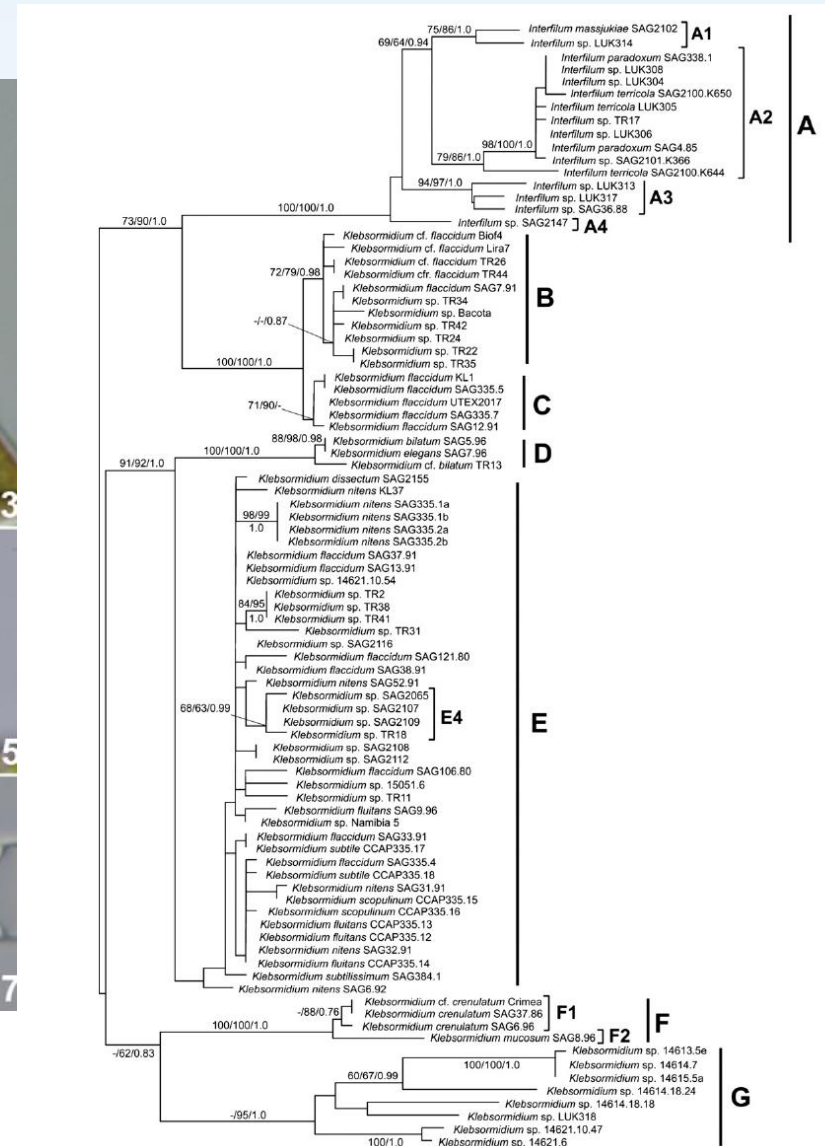 75/86/1.0
Interfilum massjukiae SAG2102
A1
69/64/0.94
Interfilum sp. LUK314
Interfilum paradoxum SAG338.1
Interfilum sp. LUK308
Interfilum sp. LUK304
Interfilum terricola SAG2100.K650
Interfilum terricola LUK305
A2
A
Interfilum sp. TR17
Interfilum sp. LUK306
98/100/1.0
Interfilum paradoxum SAG4.85
79/86/1.0
Interfilum sp. SAG2101.K366
Interfilum terricola SAG2100.K644
94/97/1.0
Interfilum sp. LUK313
Interfilum sp. LUK317
A3
100/100/1.0
Interfilum sp. SAG36.88
73/90/1.0
Interfilum sp. SAG2147
A4
Klebsormidium cf. flaccidum Biof4
Klebsormidium cf. flaccidum Lira7
Klebsormidium cf. flaccidum TR26
72/79/0.98
Klebsormidium cfr. flaccidum TR44
Klebsormidium flaccidum SAG7.91
B
Klebsormidium sp. TR34
Klebsormidium sp. Bacota
-/-/0.87
Klebsormidium sp. TR42
Klebsormidium sp. TR24
Klebsormidium sp. TR22
100/100/1.0
Klebsormidium sp. TR35
Klebsormidium flaccidum KL1
Klebsormidium flaccidum SAG335.5
71/90/-
Klebsormidium flaccidum UTEX2017
C
Klebsormidium flaccidum SAG335.7
Klebsormidium flaccidum SAG12.91
88/98/0.98
Klebsormidium bilatum SAG5.96
100/100/1.0
Klebsormidium elegans SAG7.96
D
91/92/1.0
Klebsormidium cf. bilatum TR13
Klebsormidium dissectum SAG2155
Klebsormidium nitens KL37
Klebsormidium nitens SAG335.1a
3
98/99
1.0
Klebsormidium nitens SAG335.1b
Klebsormidium nitens SAG335.2a
Klebsormidium nitens SAG335.2b
Klebsormidium flaccidum SAG37.91
Klebsormidium flaccidum SAG13.91
Klebsormidium sp. 14621.10.54
Klebsormidium sp. TR2
84/95
1.0
Klebsormidium sp. TR38
Klebsormidium sp. TR41
Klebsormidium sp. TR31
Klebsormidium sp. SAG2116
Klebsormidium flaccidum SAG121.80
Klebsormidium flaccidum SAG38.91
Klebsormidium nitens SAG52.91
68/63/0.99
Klebsormidium sp. SAG2065
Klebsormidium sp. SAG2107
E4
E
Klebsormidium sp. SAG2109
Klebsormidium sp. TR18
5
Klebsormidium sp. SAG2108
Klebsormidium sp. SAG2112
Klebsormidium flaccidum SAG106.80
Klebsormidium sp. 15051.6
Klebsormidium sp. TR11
Klebsormidium fluitans SAG9.96
Klebsormidium sp. Namibia 5
Klebsormidium flaccidum SAG33.91
Klebsormidium subtile CCAP335.17
Klebsormidium flaccidum SAG335.4
Klebsormidium subtile CCAP335.18
Klebsormidium nitens SAG31.91
Klebsormidium scopulinum CCAP335.15
Klebsormidium scopulinum CCAP335.16
Klebsormidium fluitans CCAP335.13
Klebsormidium fluitans CCAP335.12
Klebsormidium nitens SAG32.91
Klebsormidium fluitans CCAP335.14
Klebsormidium subtilissimum SAG384.1
7
Klebsormidium nitens SAG6.92
Klebsormidium cf. crenulatum Crimea
-/88/0.76
Klebsormidium crenulatum SAG37.86
F1
F
100/100/1.0
Klebsormidium crenulatum SAG6.96
Klebsormidium mucosum SAG8.96
F2
-/62/0.83
Klebsormidium sp. 14613.5e
100/100/1.0
Klebsormidium sp. 14614.7
60/67/0.99
Klebsormidium sp. 14615.5a
Klebsormidium sp. 14614.18.24
G
Klebsormidium sp. 14614.18.18
-/95/1.0
Klebsormidium sp. LUK318
Klebsormidium sp. 14621.10.47
100/1.0
Klebsormidium sp. 14621.6